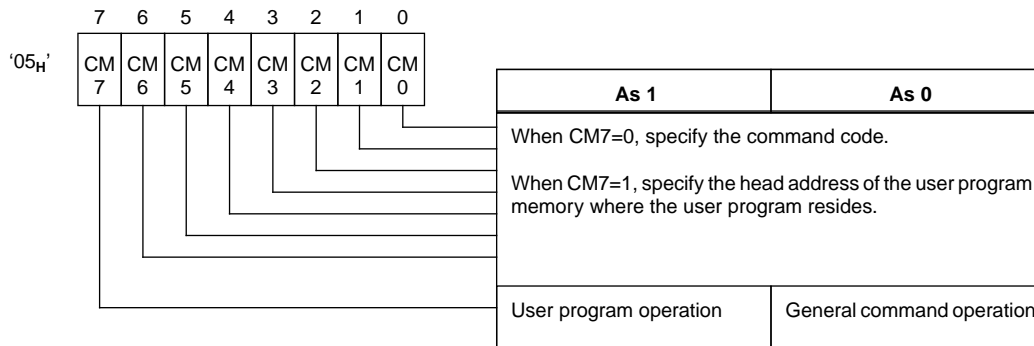 7 6 5 4 3 2 1 0
‘05H’
CM CM CM CM CM CM CM CM
7 6 5 4 3 2 1 0
As 1 As 0
When CM7=0, specify the command code.
When CM7=1, specify the head address of the user program
memory where the user program resides.
User program operation General command operation